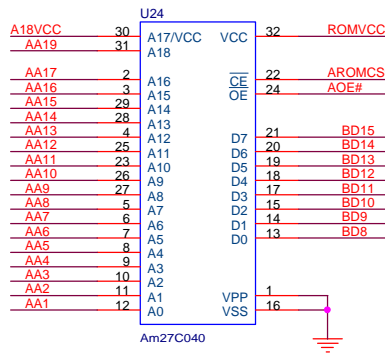 U24
A18VCC 30 A17/VCC VCC 32 ROMVCC
AA19 31 A18
AA17 2 A16 CE 22 AROMCS
AA16 3 A15 OE 24 AOE#
AA15 29 A14
AA14 28 A13
AA13 4 A12 D7 21 BD15
AA12 25 A11 D6 20 BD14
AA11 23 A10 D5 19 BD13
AA10 26 A9 D4 18 BD12
AA9 27 A8 D3 17 BD11
AA8 5 A7 D2 15 BD10
AA7 6 A6 D1 14 BD9
AA6 7 A5 D0 13 BD8
AA5 8 A4
AA4 9 A3
AA3 10 A2
AA2 11 A1 VPP 1
AA1 12 A0 VSS 16
Am27C040